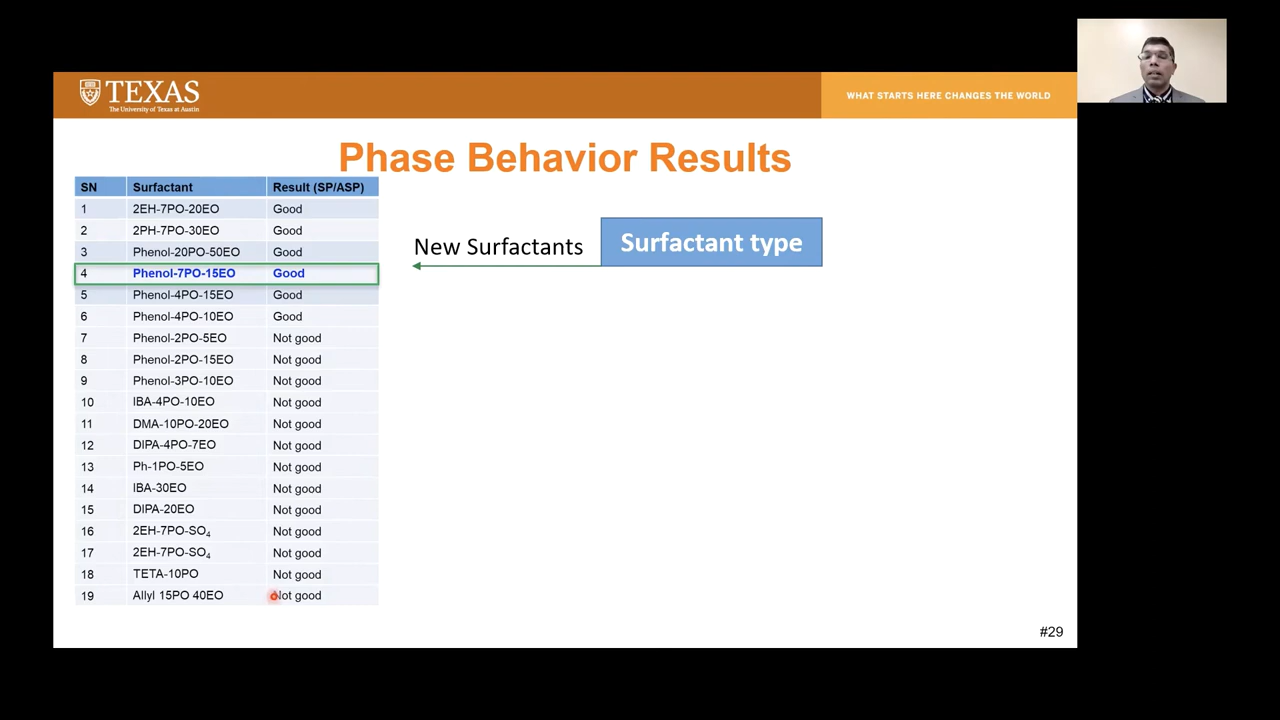 TEXAS
The University of Texas at Austin
WHAT STARTS HERE CHANGES THE WORLD
Phase Behavior Results
SN Surfactant Result (SP/ASP)
1 2EH-7PO-20EO Good
2 2PH-7PO-30EO Good
3 Phenol-20PO-50EO Good
4 Phenol-7PO-15EO Good
5 Phenol-4PO-15EO Good
6 Phenol-4PO-10EO Good
7 Phenol-2PO-5EO Not good
8 Phenol-2PO-15EO Not good
9 Phenol-3PO-10EO Not good
10 IBA-4PO-10EO Not good
11 DMA-10PO-20EO Not good
12 DIPA-4PO-7EO Not good
13 Ph-1PO-5EO Not good
14 IBA-30EO Not good
15 DIPA-20EO Not good
16 2EH-7PO-SO₄ Not good
17 2EH-7PO-SO₄ Not good
18 TETA-10PO Not good
19 Allyl 15PO 40EO Not good
New Surfactants
Surfactant type
#29